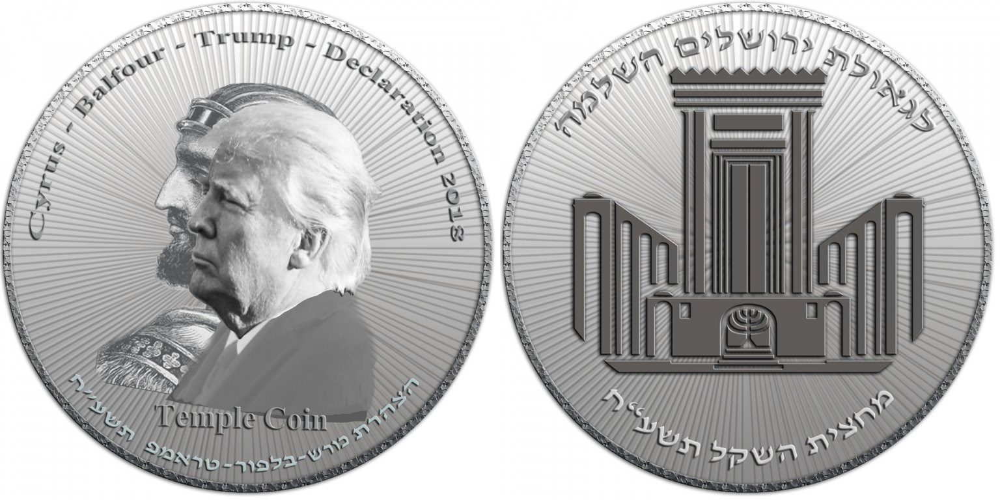 Cyrus - Balfour - Trump - Declaration 2018
Temple Coin
הצהרת כורש-בלפור-טראמפ תשע״ח
לגאולת ירושלים השלמה
מחצית השקל תשע״ח